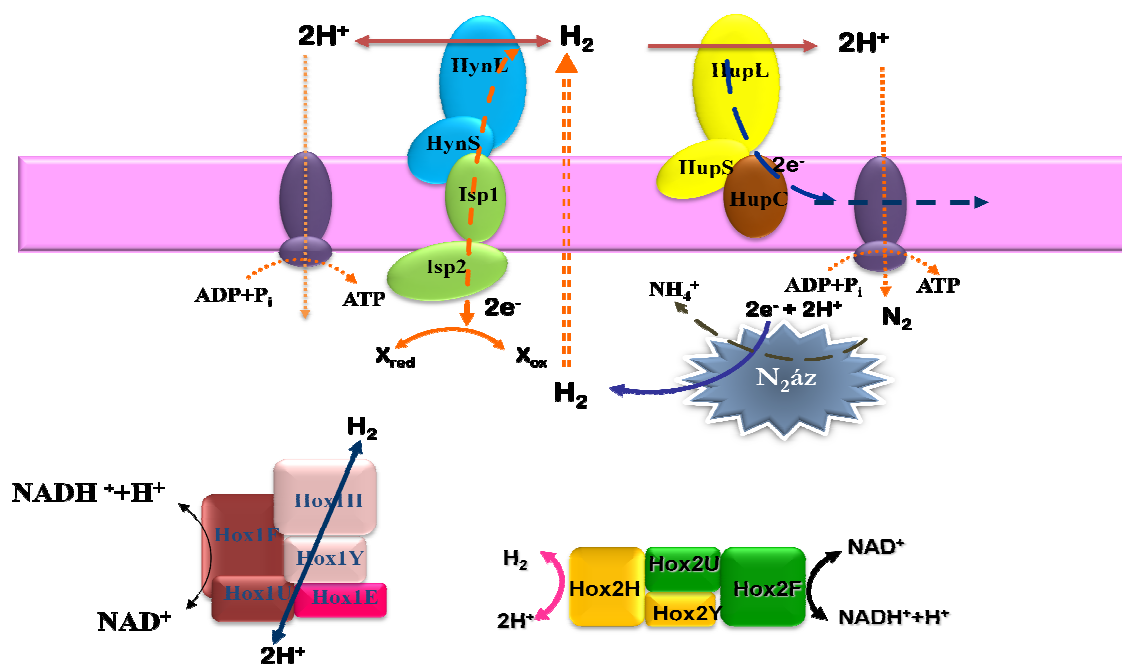 2H⁺
H₂
2H⁺
HynL
HupL
HynS
HupS
2e⁻
Isp1
HupC
Isp2
ADP+Pᵢ
ATP
2e⁻
ADP+Pᵢ
ATP
NH₄⁺
2e⁻ + 2H⁺
N₂
X_red
X_ox
H₂
N₂áz
H₂
NADH ⁺+H⁺
Hox1H
Hox1F
Hox1Y
Hox1U
Hox1E
NAD⁺
2H⁺
H₂
NAD⁺
Hox2U
Hox2H
Hox2F
Hox2Y
2H⁺
NADH⁺+H⁺